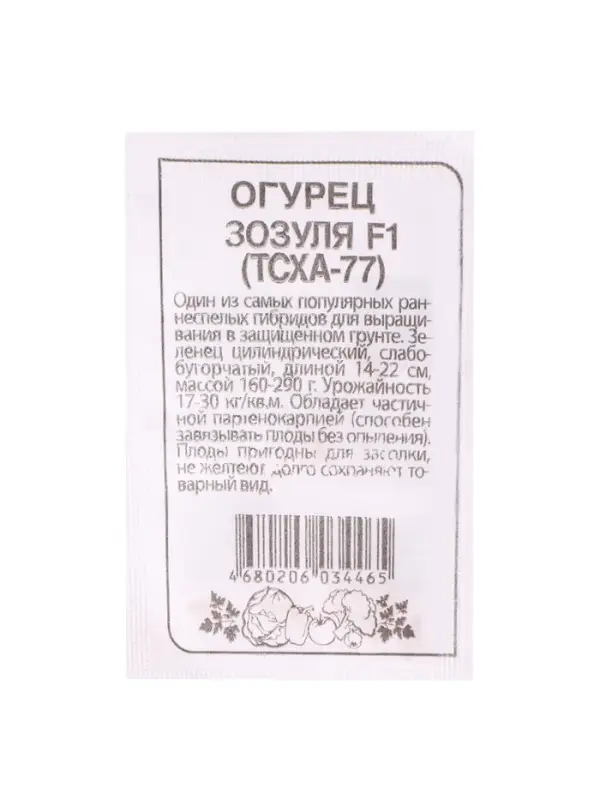 ОГУРЕЦ
ЗОЗУЛЯ F1
(ТСХА-77)
Один из самых популярных ран-
неспелых гибридов для выращи-
вания в защищенном грунте. Зе-
ленец цилиндрический, слабо-
бугорчатый, длиной 14-22 см,
массой 160-290 г. Урожайность
17-30 кг/кв.м. Обладает частич-
ной партенокарпией (способен
завязывать плоды без опыления).
Плоды пригодны для засолки,
не желтеют долго сохраняют то-
варный вид.
4 680206 034465